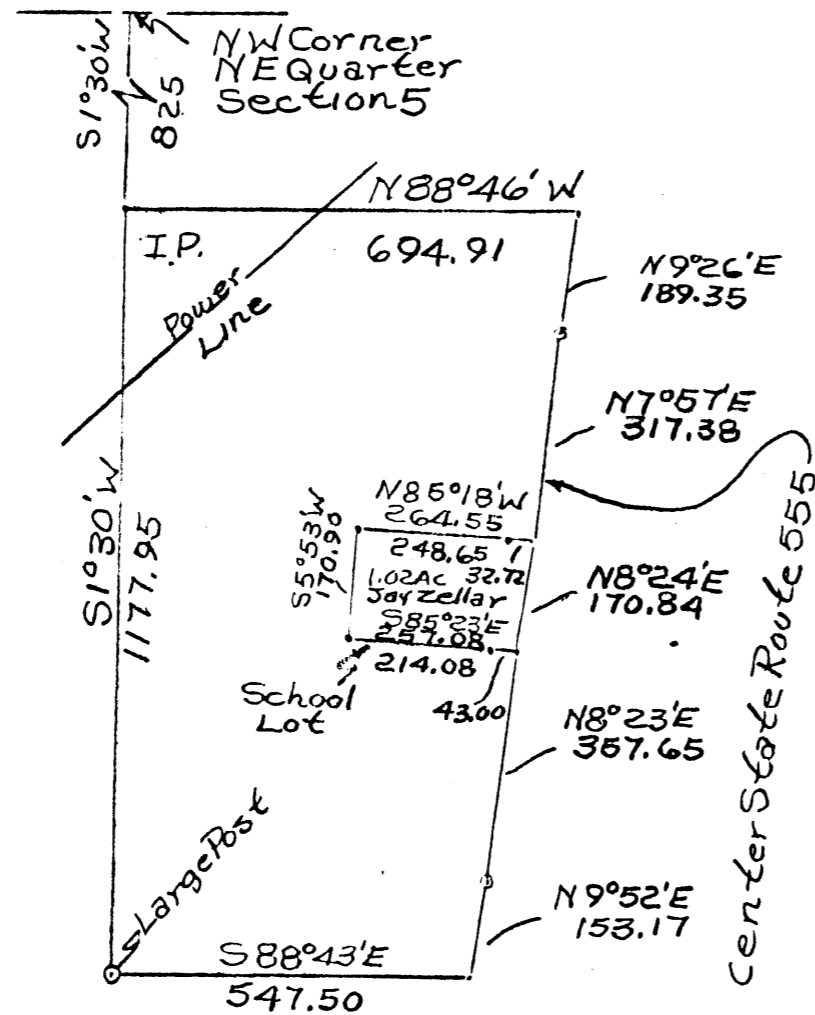 S1°30'W
825
NW Corner
NE Quarter
Section 5
N88°46' W
694.91
I.P.
Power
Line
N9°26'E
189.35
N7°57'E
317.38
S1°30'W
1177.95
N85°18'W
264.55
S5°53'W
170.90
248.65
32.72
1.02AC
Jay Zellar
S85°23'E
257.08
214.08
43.00
School
Lot
N8°24'E
170.84
N8°23'E
357.65
Center State Route 555
Large Post
N9°52'E
153.17
S88°43'E
547.50